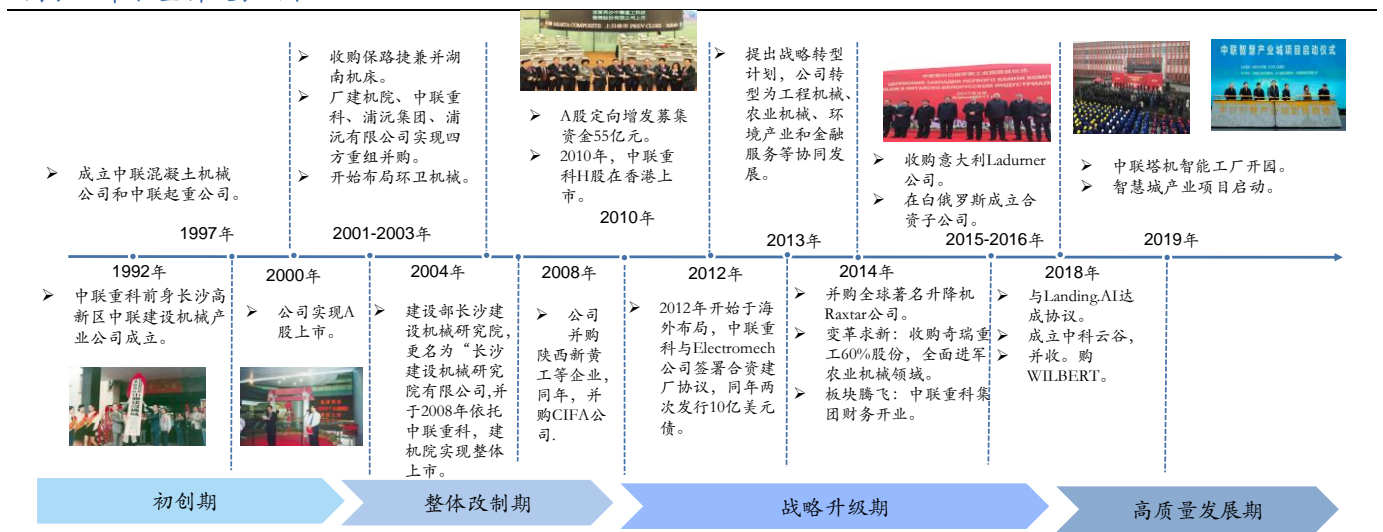 收购保路捷兼并湖
南机床。
厂建机院、中联重
科、浦沅集团、浦
沅有限公司实现四
方重组并购。
开始布局环卫机械。
A股定向增发募集
资金55亿元。
2010年，中联重
科H股在香港上
市。
提出战略转型
计划，公司转
型为工程机械、
农业机械、环
境产业和金融
服务等协同发
展。
中联重科白俄罗斯工业园奠基仪式
收购意大利Ladurner
公司。
在白俄罗斯成立合
资子公司。
中联智慧产业城项目启动仪式
中联塔机智能工厂开园。
智慧城产业项目启动。
成立中联混凝土机械
公司和中联起重公司。
1997年
2001-2003年
2010年
2013年
2015-2016年
2019年
1992年
2000年
2004年
2008年
2012年
2014年
2018年
中联重科前身长沙高
新区中联建设机械产
业公司成立。
公司实现A
股上市。
建设部长沙建
设机械研究院，
更名为“长沙
建设机械研究
院有限公司,并
于2008年依托
中联重科，建
机院实现整体
上市。
公司
并购
陕西新黄
工等企业，
同年，并
购CIFA公
司.
2012年开始于海
外布局，中联重
科与Electromech
公司签署合资建
厂协议，同年两
次发行10亿美元
债。
并购全球著名升降机
Raxtar公司。
变革求新：收购奇瑞重
工60%股份，全面进军
农业机械领域。
板块腾飞：中联重科集
团财务开业。
与Landing.AI达
成协议。
成立中科云谷，
并收。购
WILBERT。
初创期
整体改制期
战略升级期
高质量发展期